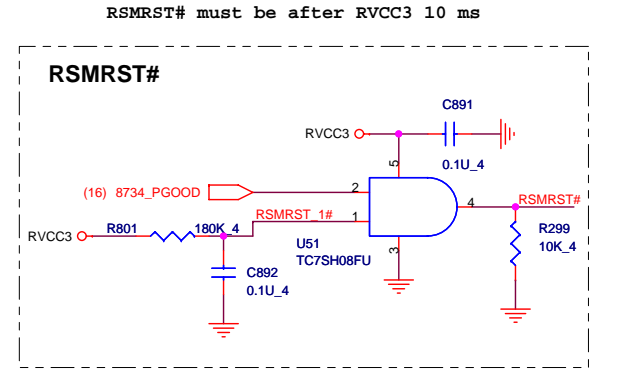 RSMRST# must be after RVCC3 10 ms
RSMRST#
C891
RVCC3
0.1U_4
5
(16) 8734_PGOOD
2
4
RSMRST#
RSMRST_1#
1
RVCC3
R801
180K_4
U51
TC7SH08FU
3
R299
10K_4
C892
0.1U_4